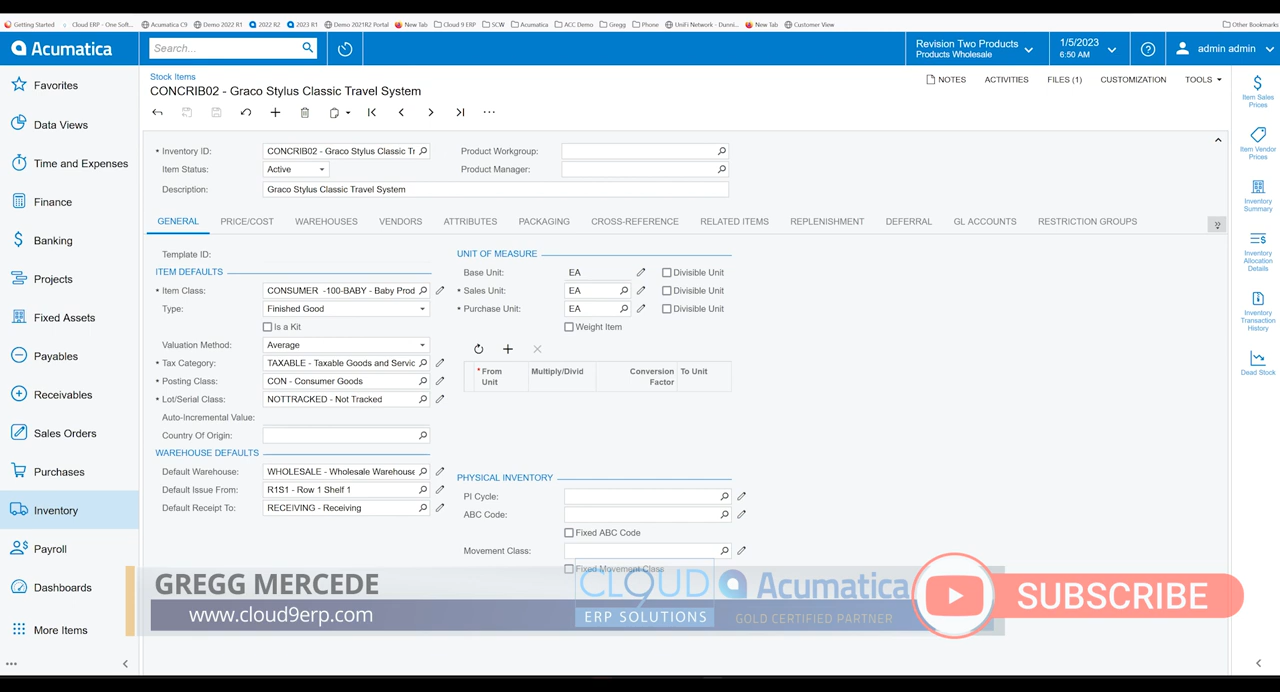 Getting Started Cloud ERP - One Soft... Acumatica C9 Demo 2022 R1 2022 R2 2023 R1 Demo 2021R2 Portal New Tab Cloud 9 ERP SCW Acumatica ACC Demo Gregg Phone UniFi Network - Dunni... New Tab Customer View Other Bookmarks
Acumatica
Search...
Revision Two Products
Products Wholesale
1/5/2023
6:50 AM
admin admin
Favorites
Data Views
Time and Expenses
Finance
Banking
Projects
Fixed Assets
Payables
Receivables
Sales Orders
Purchases
Inventory
Payroll
Dashboards
More Items
Stock Items
CONCRIB02 - Graco Stylus Classic Travel System
NOTES ACTIVITIES FILES (1) CUSTOMIZATION TOOLS
Inventory ID: CONCRIB02 - Graco Stylus Classic Tr
Item Status: Active
Description: Graco Stylus Classic Travel System
Product Workgroup:
Product Manager:
GENERAL PRICE/COST WAREHOUSES VENDORS ATTRIBUTES PACKAGING CROSS-REFERENCE RELATED ITEMS REPLENISHMENT DEFERRAL GL ACCOUNTS RESTRICTION GROUPS
Template ID:
ITEM DEFAULTS
Item Class: CONSUMER -100-BABY - Baby Prod
Type: Finished Good
Is a Kit
Valuation Method: Average
Tax Category: TAXABLE - Taxable Goods and Servic
Posting Class: CON - Consumer Goods
Lot/Serial Class: NOTTRACKED - Not Tracked
Auto-Incremental Value:
Country Of Origin:
WAREHOUSE DEFAULTS
Default Warehouse: WHOLESALE - Wholesale Warehouse
Default Issue From: R1S1 - Row 1 Shelf 1
Default Receipt To: RECEIVING - Receiving
UNIT OF MEASURE
Base Unit: EA Divisible Unit
Sales Unit: EA Divisible Unit
Purchase Unit: EA Divisible Unit
Weight Item
From Unit Multiply/Divid Conversion Factor To Unit
PHYSICAL INVENTORY
PI Cycle:
ABC Code:
Fixed ABC Code
Movement Class:
Fixed Movement Class
Item Sales Prices
Item Vendor Prices
Inventory Summary
Inventory Allocation Details
Inventory Transaction History
Dead Stock
GREGG MERCEDE
www.cloud9erp.com
CLOUD9
ERP SOLUTIONS
Acumatica
GOLD CERTIFIED PARTNER
SUBSCRIBE